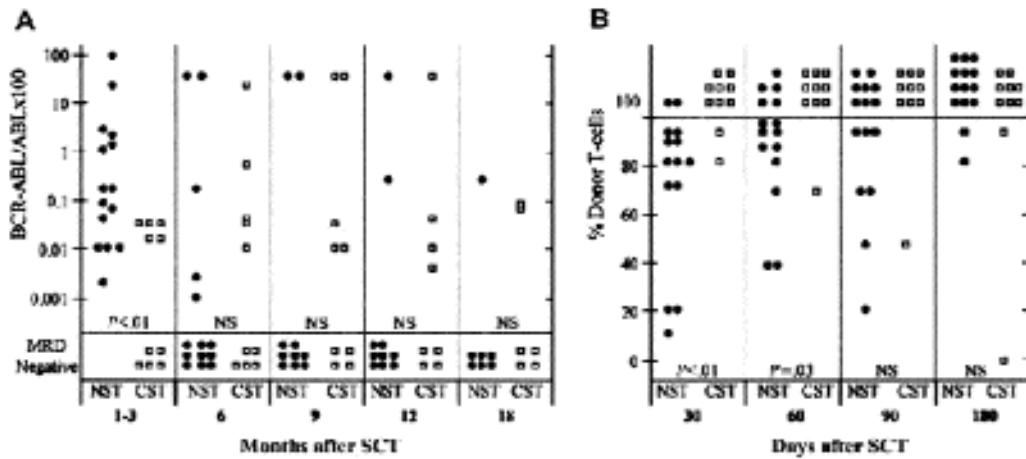 A
BCR-ABL/ABLx100
100
10
1
0.1
0.01
0.001
P<.01 NS NS NS NS
MRD
Negative
NST CST NST CST NST CST NST CST NST CST
1-3 6 9 12 18
Months after SCT
B
% Donor T-cells
100
80
60
40
20
0
P<.01 P=.03 NS NS
NST CST NST CST NST CST NST CST
30 60 90 180
Days after SCT